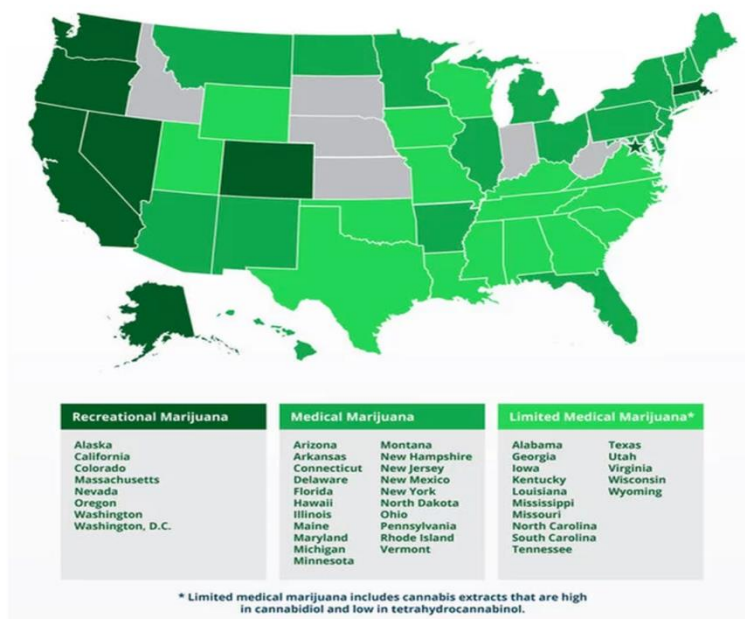 Recreational Marijuana
Alaska
California
Colorado
Massachusetts
Nevada
Oregon
Washington
Washington, D.C.
Medical Marijuana
Arizona
Arkansas
Connecticut
Delaware
Florida
Hawaii
Illinois
Maine
Maryland
Michigan
Minnesota
Montana
New Hampshire
New Jersey
New Mexico
New York
North Dakota
Ohio
Pennsylvania
Rhode Island
Vermont
Limited Medical Marijuana*
Alabama
Georgia
Iowa
Kentucky
Louisiana
Mississippi
Missouri
North Carolina
South Carolina
Tennessee
Texas
Utah
Virginia
Wisconsin
Wyoming
* Limited medical marijuana includes cannabis extracts that are high
in cannabidiol and low in tetrahydrocannabinol.